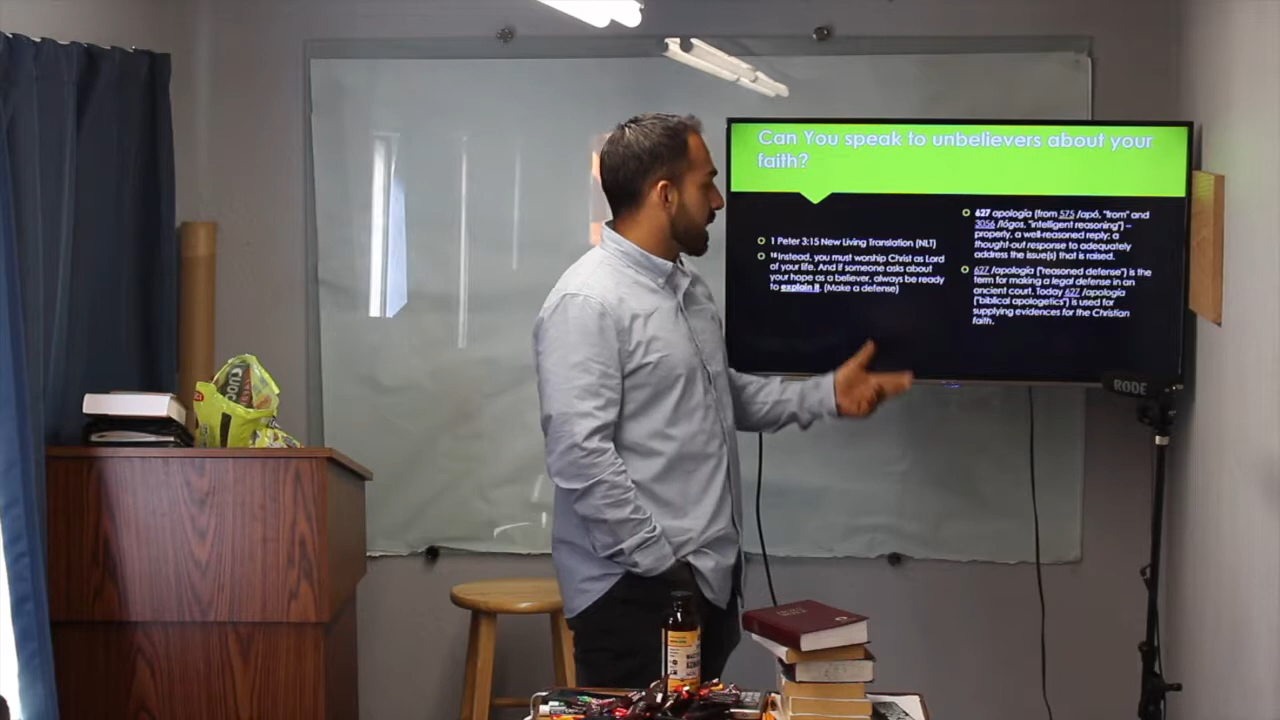 Can You speak to unbelievers about your
faith?
1 Peter 3:15 New Living Translation (NLT)
15 Instead, you must worship Christ as Lord
of your life. And if someone asks about
your hope as a believer, always be ready
to explain it. (Make a defense)
627 apología (from 575 /apó, "from" and
3056 /lógos, "intelligent reasoning") –
properly, a well-reasoned reply; a
thought-out response to adequately
address the issue(s) that is raised.
627 /apología ("reasoned defense") is the
term for making a legal defense in an
ancient court. Today 627 /apología
("biblical apologetics") is used for
supplying evidences for the Christian
faith.
RODE